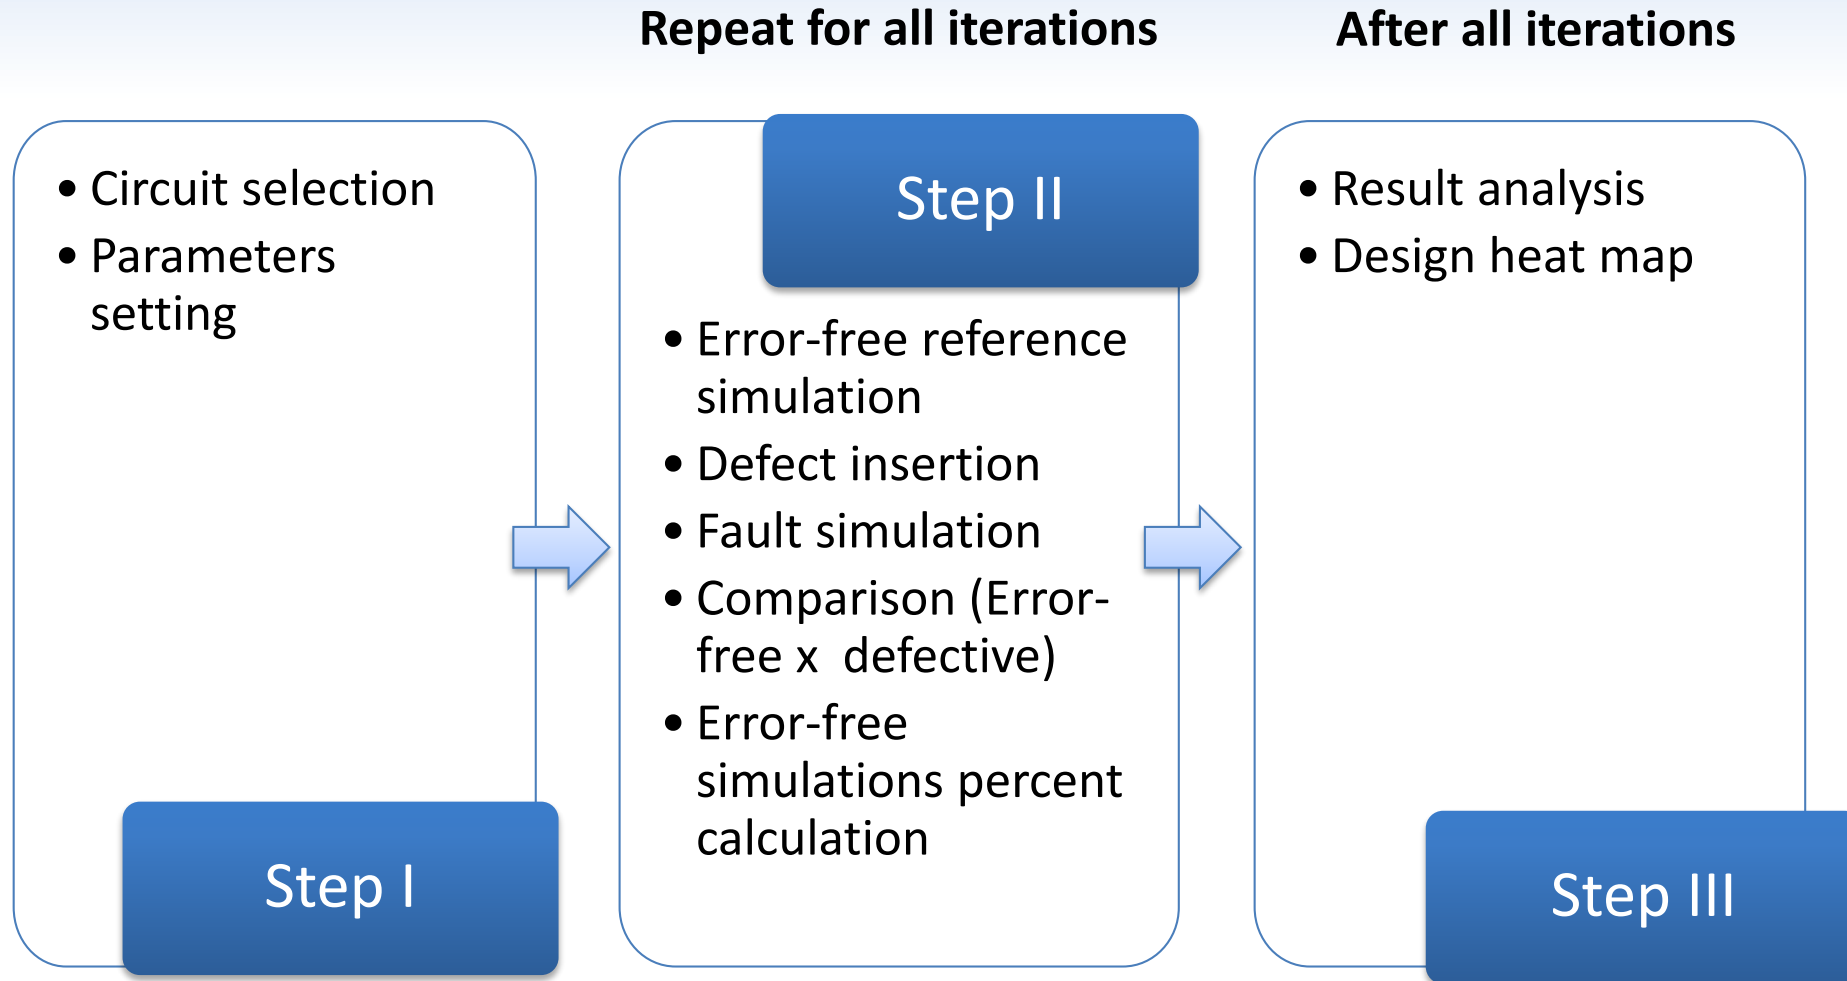 Repeat for all iterations
After all iterations
• Circuit selection
• Parameters
setting
Step I
Step II
• Error-free reference
simulation
• Defect insertion
• Fault simulation
• Comparison (Error-
free x  defective)
• Error-free
simulations percent
calculation
• Result analysis
• Design heat map
Step III